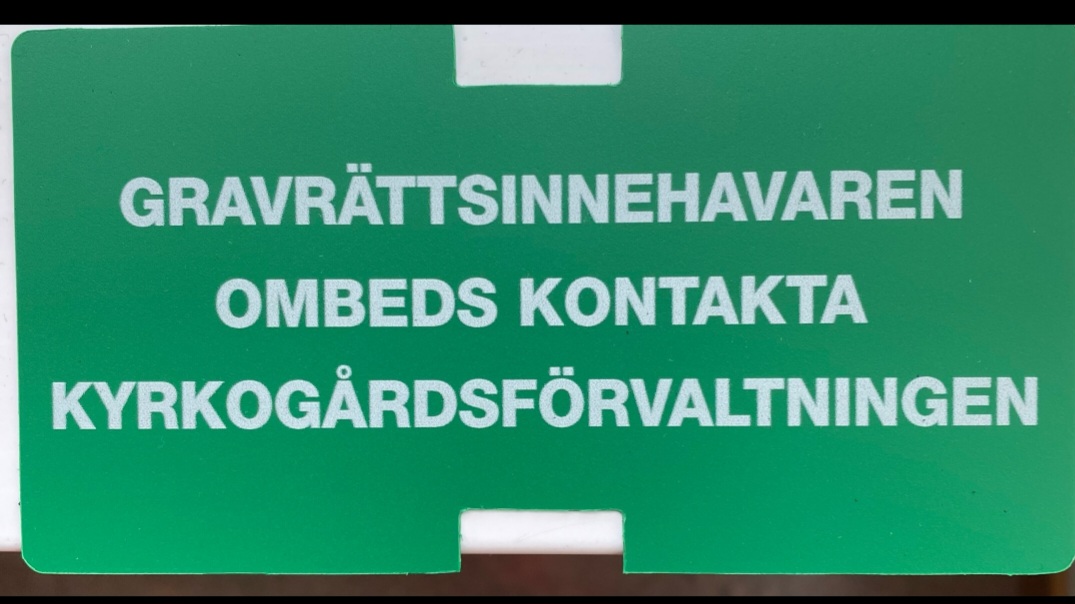 GRAVRÄTTSINNEHAVAREN
OMBEDS KONTAKTA
KYRKOGÅRDSFÖRVALTNINGEN